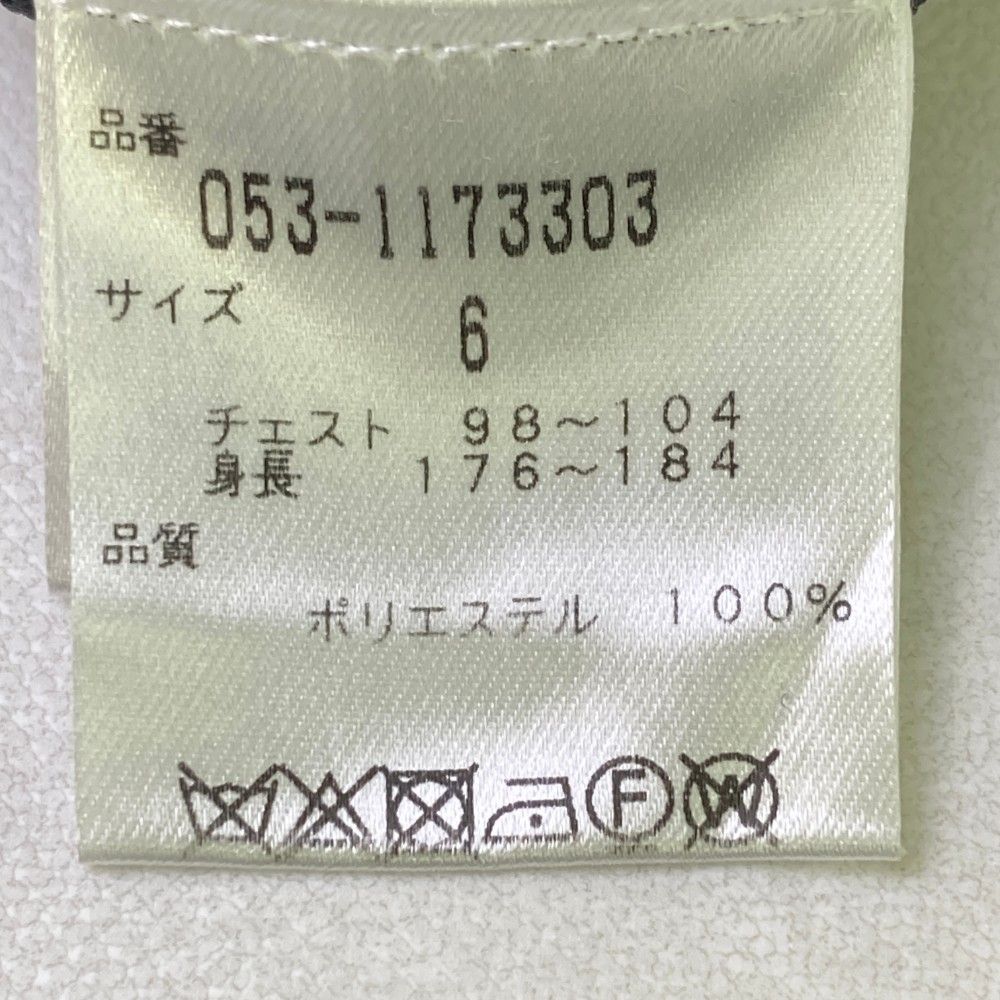 品番
053-1173303
サイズ 6
チェスト 98~104
身長 176~184
品質
ポリエステル 100%
F W